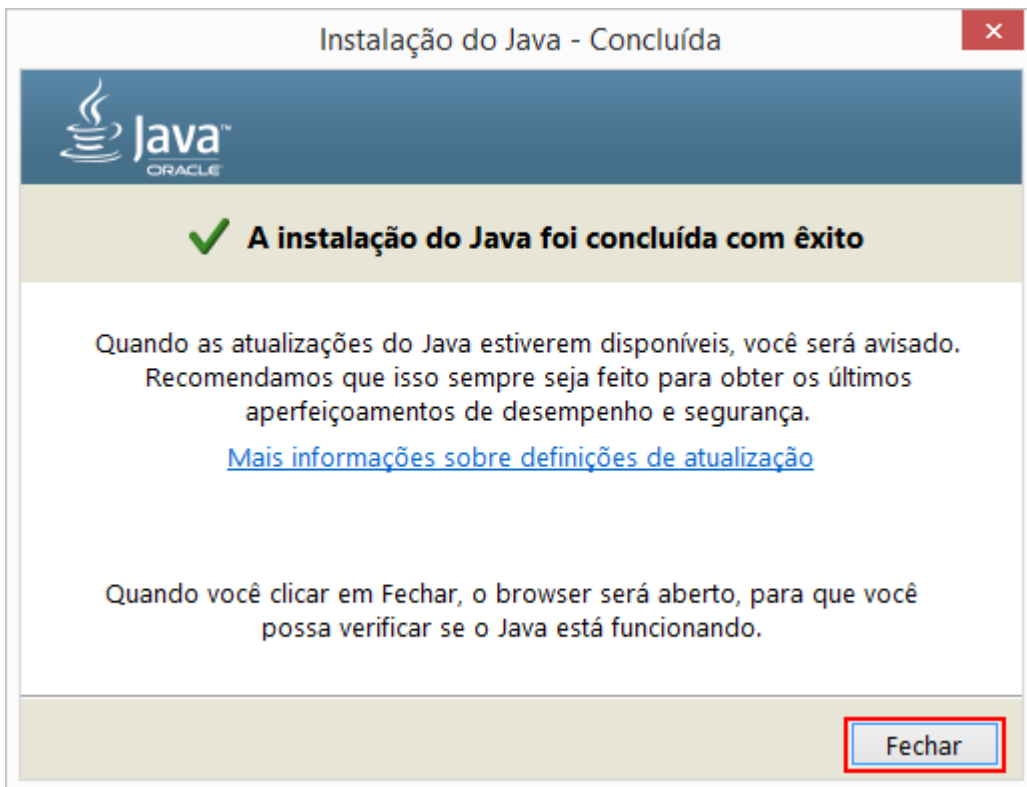 Instalação do Java - Concluída
Java™
ORACLE
A instalação do Java foi concluída com êxito
Quando as atualizações do Java estiverem disponíveis, você será avisado.
Recomendamos que isso sempre seja feito para obter os últimos
aperfeiçoamentos de desempenho e segurança.
Mais informações sobre definições de atualização
Quando você clicar em Fechar, o browser será aberto, para que você
possa verificar se o Java está funcionando.
Fechar